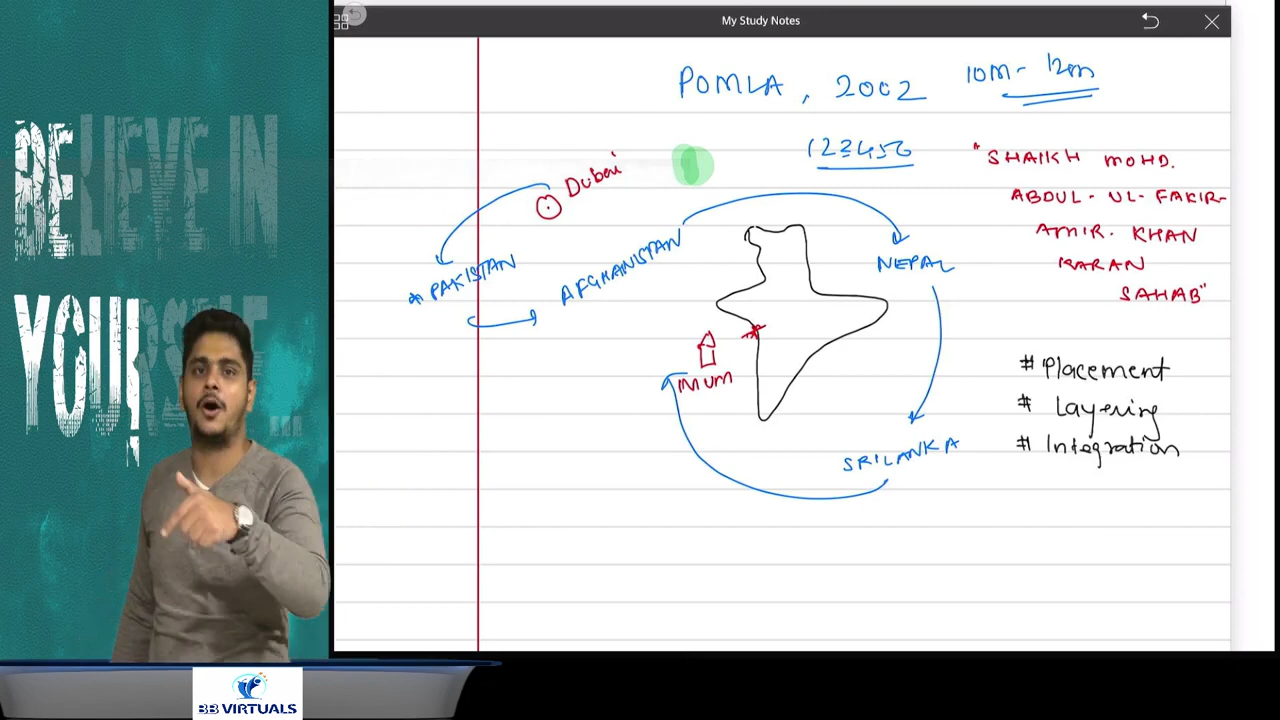 My Study Notes
BELIEVE IN
YOURSELF...
POMLA, 2002
10M - 12m
123456
"SHAIKH MOHD.
ABDUL - UL - FAKIR -
AMIR. KHAN
KARAN
SAHAB"
Dubai
PAKISTAN
AFGHANISTAN
NEPAL
MUM
SRILANKA
# Placement
# Layering
# Integration
BB VIRTUALS